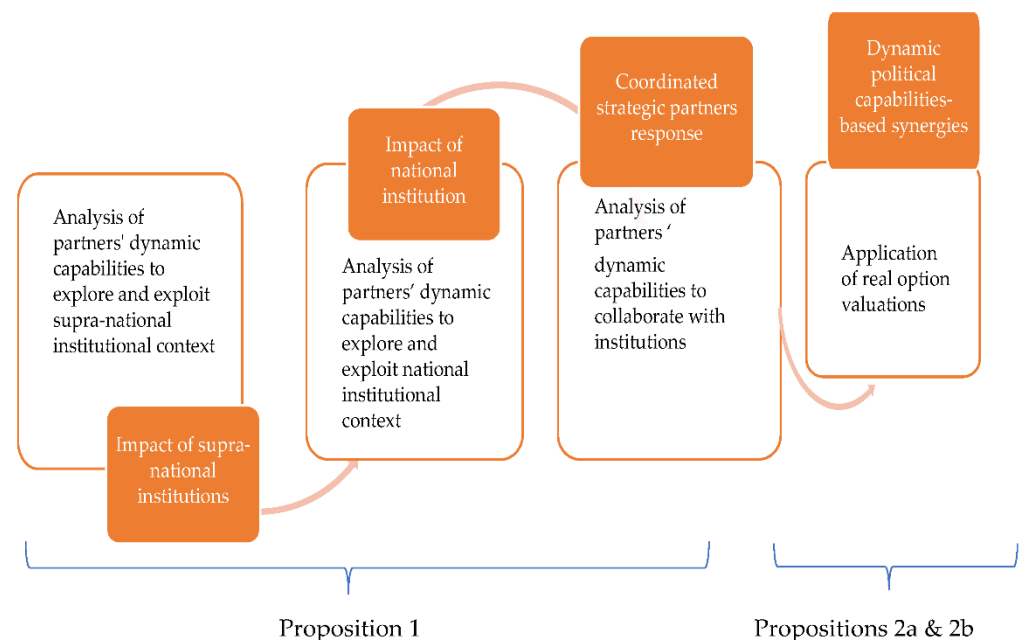 Analysis of
partners' dynamic
capabilities to
explore and exploit
supra-national
institutional context
Impact of supra-
national
institutions
Impact of
national
institution
Analysis of
partners’ dynamic
capabilities to
explore and
exploit national
institutional
context
Coordinated
strategic partners
response
Analysis of
partners ‘
dynamic
capabilities to
collaborate with
institutions
Dynamic
political
capabilities-
based synergies
Application
of real option
valuations
Proposition 1
Propositions 2a & 2b